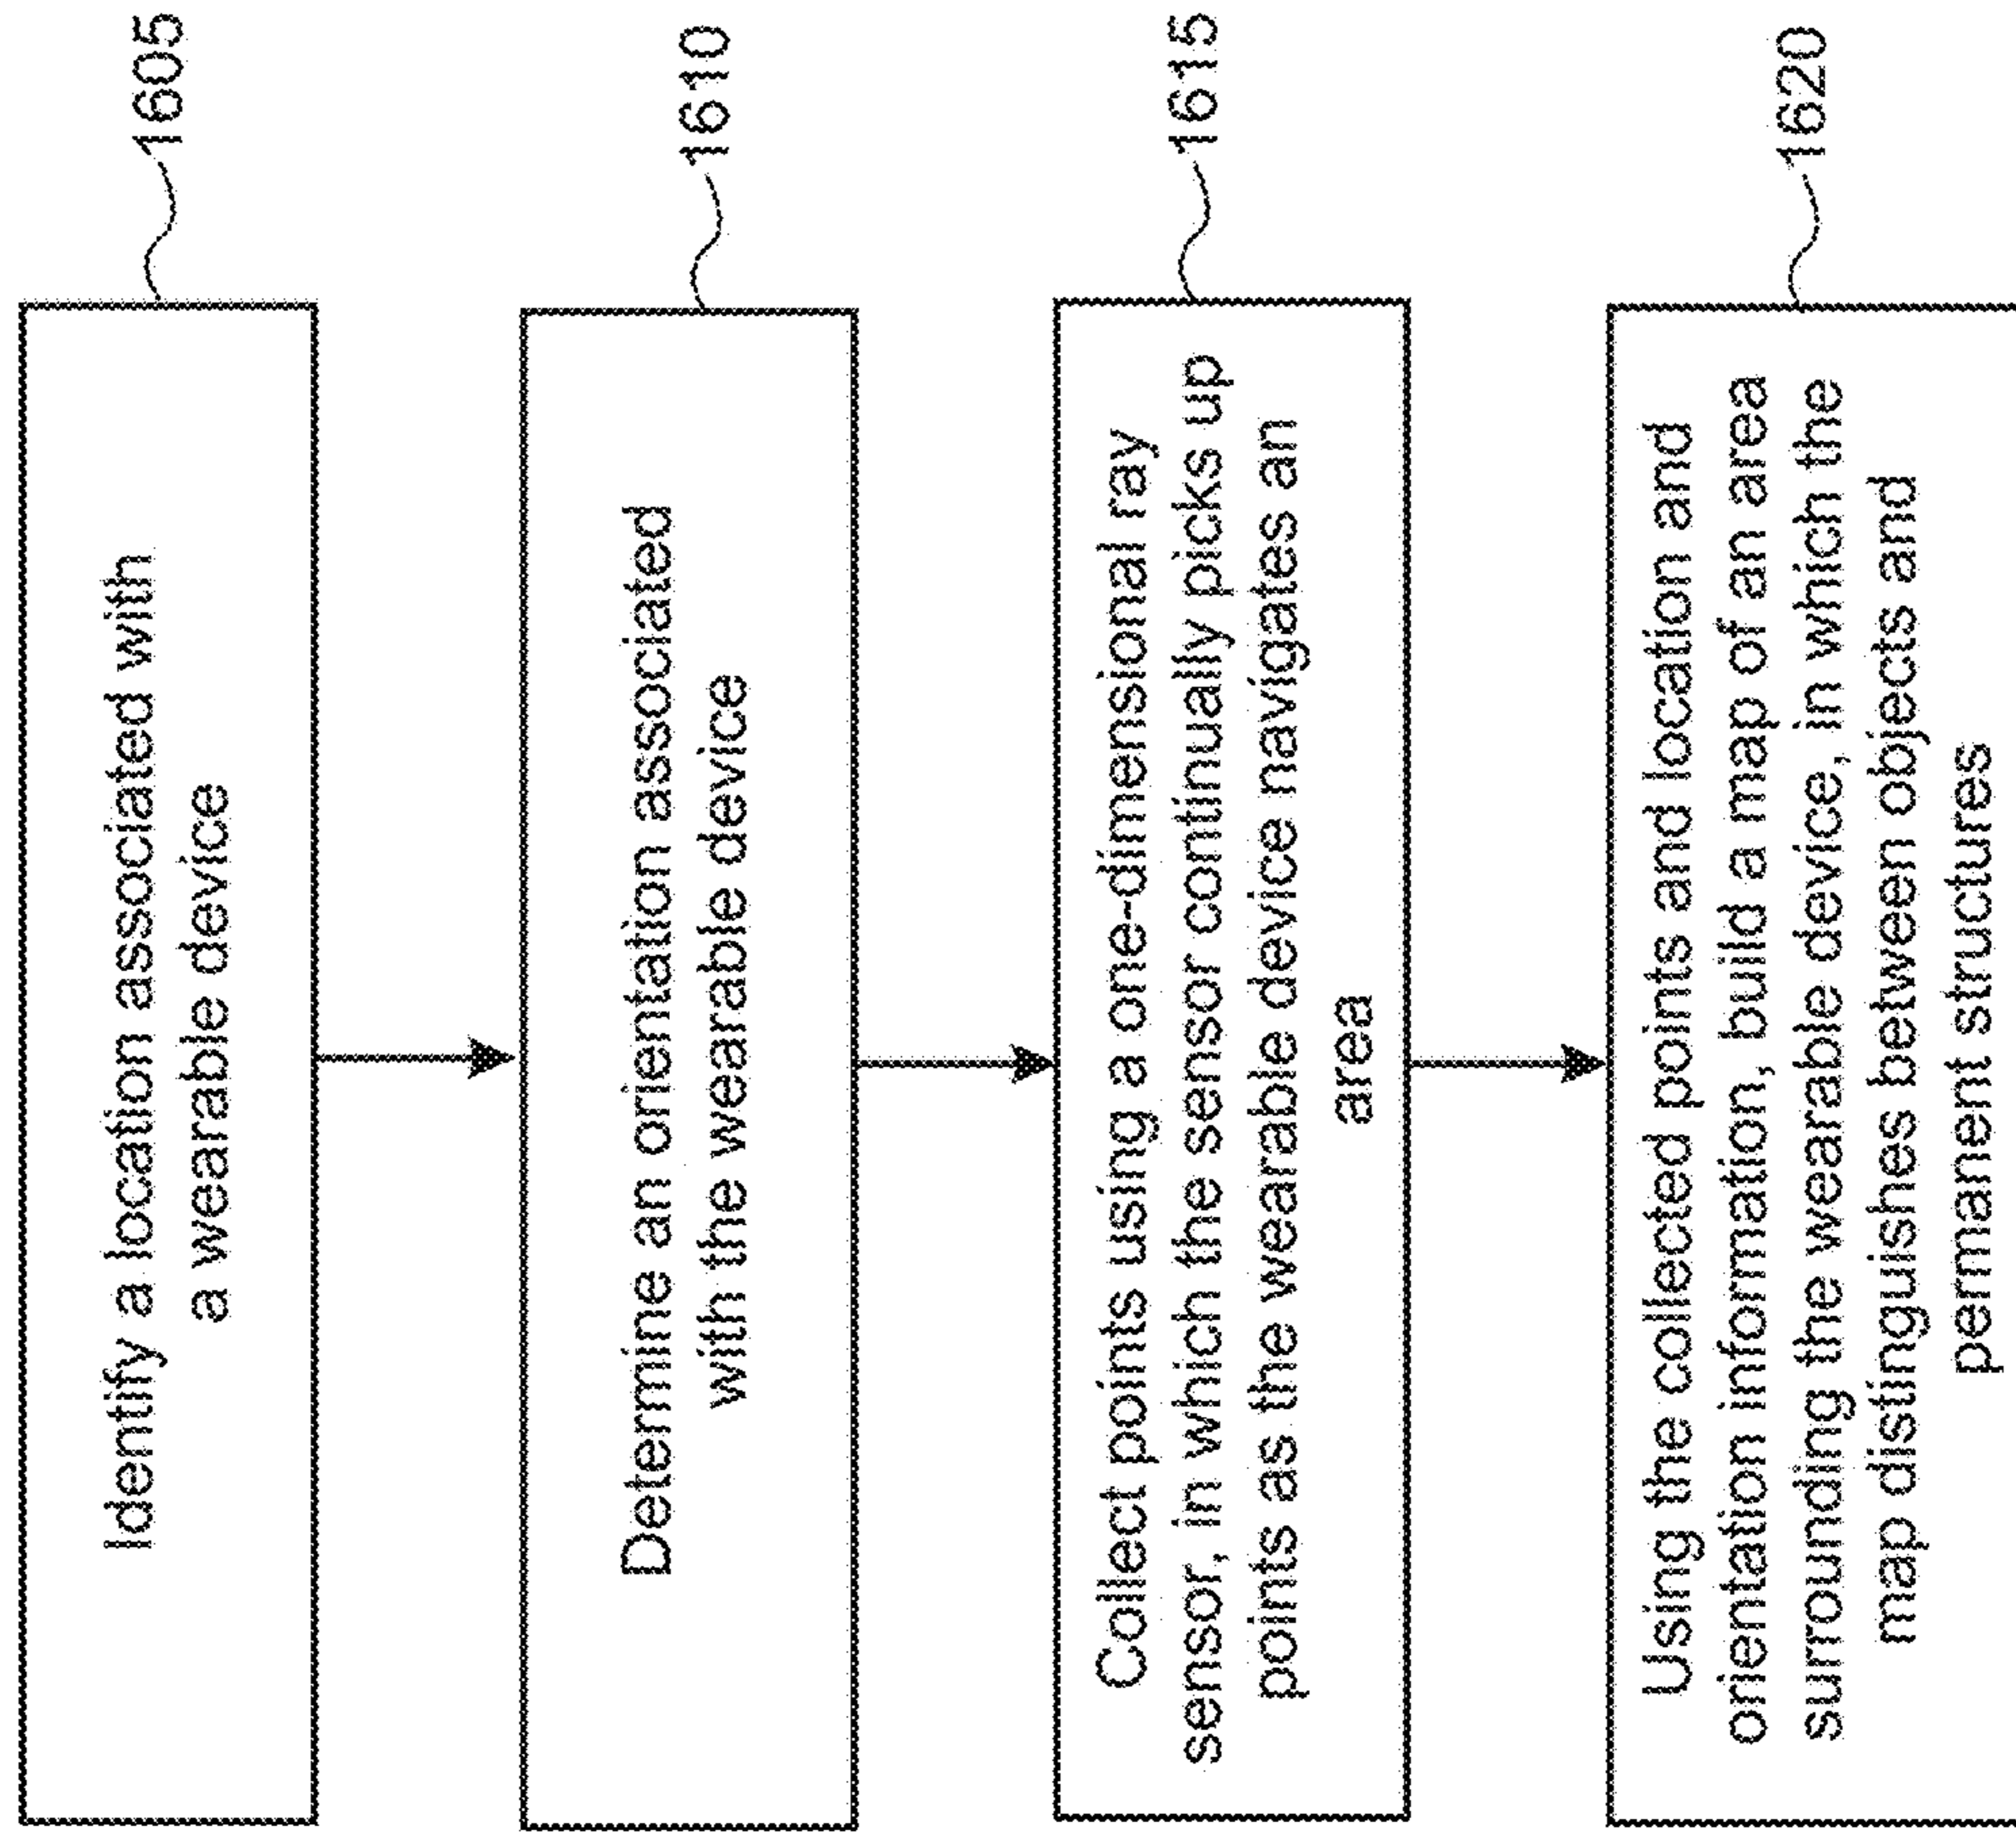 Identify a location associated with
a wearable device
1605
Determine an orientation associated
with the wearable device
1610
Collect points using a one-dimensional ray
sensor, in which the sensor continually picks up
points as the wearable device navigates an
area
1615
Using the collected points and location and
orientation information, build a map of an area
surrounding the wearable device, in which the
map distinguishes between objects and
permanent structures
1620